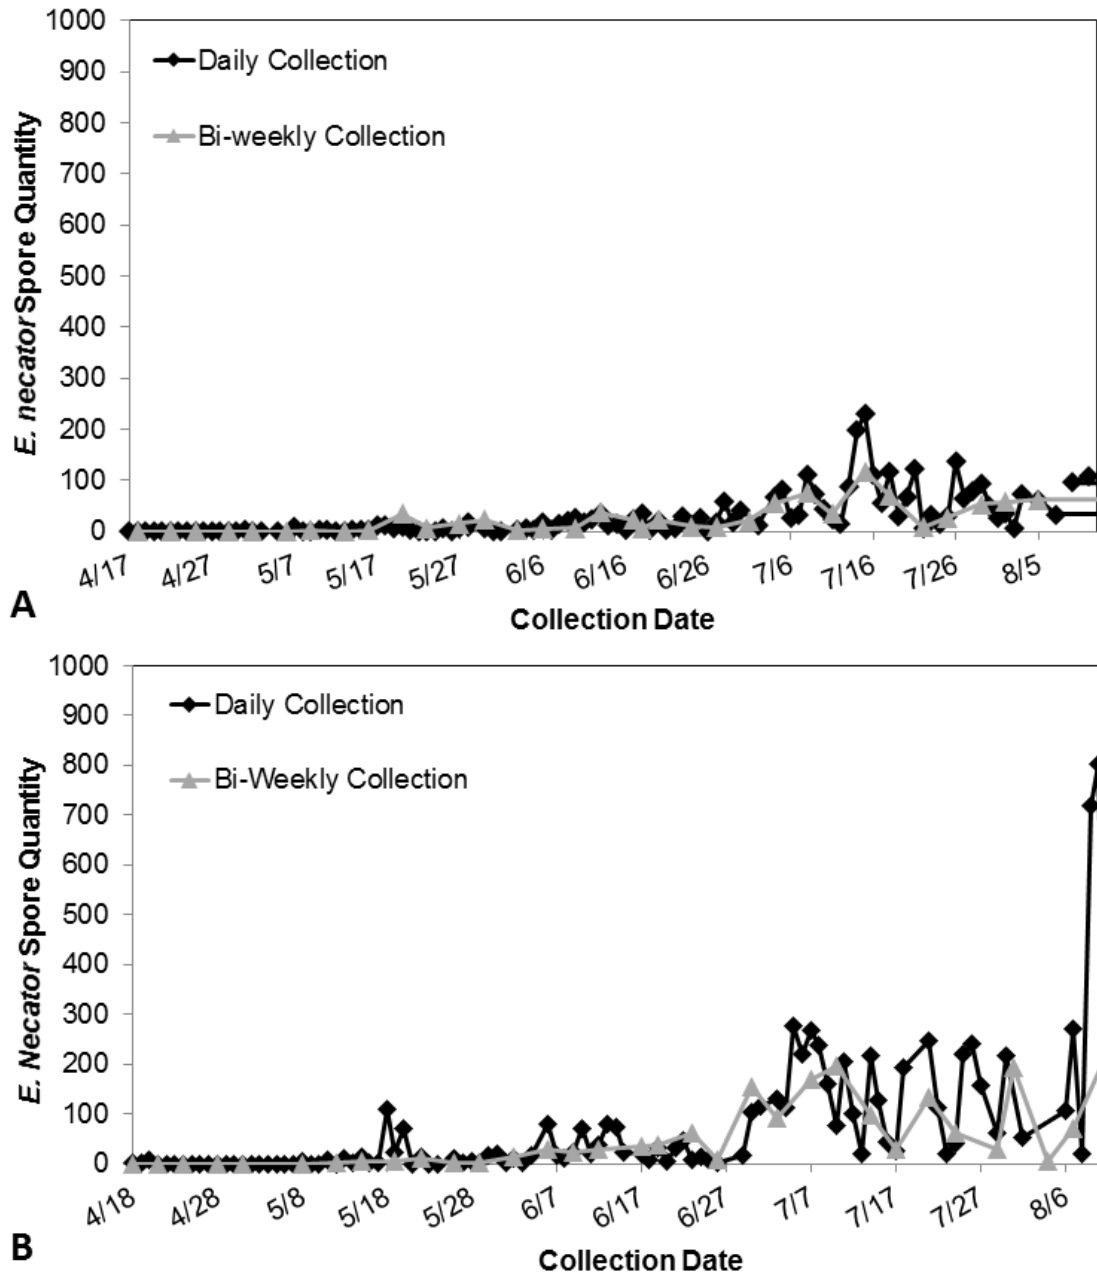 1000
900
800
700
600
500
400
300
200
100
0
E. necator Spore Quantity
Daily Collection
Bi-weekly Collection
4/17 4/27 5/7 5/17 5/27 6/6 6/16 6/26 7/6 7/16 7/26 8/5
A
Collection Date
1000
900
800
700
600
500
400
300
200
100
0
E. Necator Spore Quantity
Daily Collection
Bi-Weekly Collection
4/18 4/28 5/8 5/18 5/28 6/7 6/17 6/27 7/7 7/17 7/27 8/6
B
Collection Date